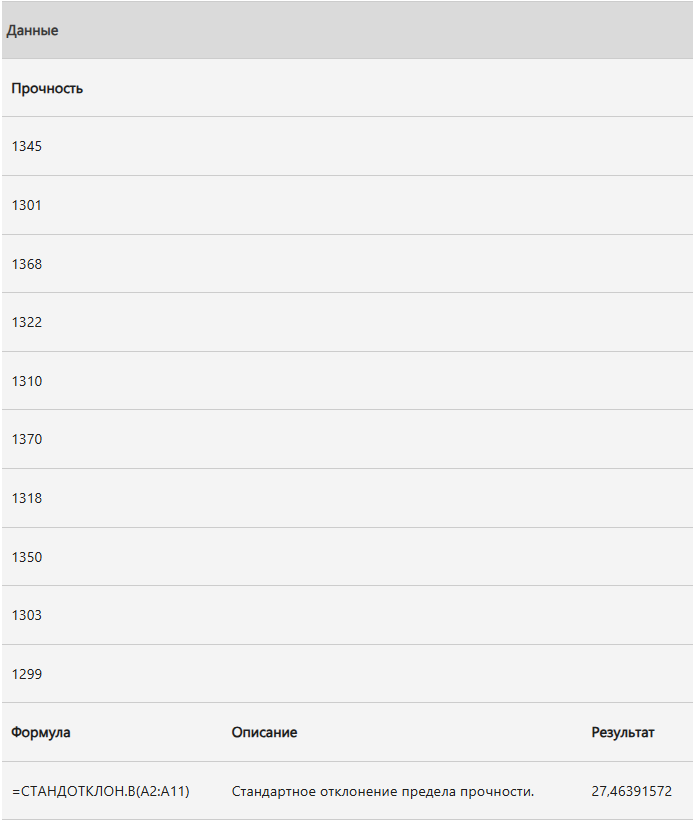 Данные
Прочность
1345
1301
1368
1322
1310
1370
1318
1350
1303
1299
Формула Описание Результат
=СТАНДОТКЛОН.В(A2:A11) Стандартное отклонение предела прочности. 27,46391572